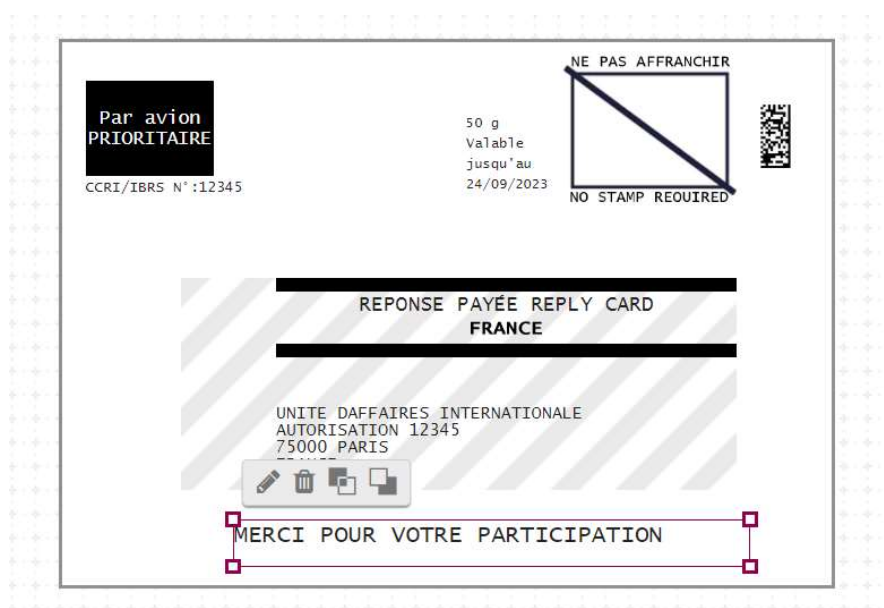 NE PAS AFFRANCHIR
Par avion
PRIORITAIRE
50 g
Valable
jusqu'au
24/09/2023
CCRI/IBRS N°:12345
NO STAMP REQUIRED
REPONSE PAYÉE REPLY CARD
FRANCE
UNITE DAFFAIRES INTERNATIONALE
AUTORISATION 12345
75000 PARIS
MERCI POUR VOTRE PARTICIPATION